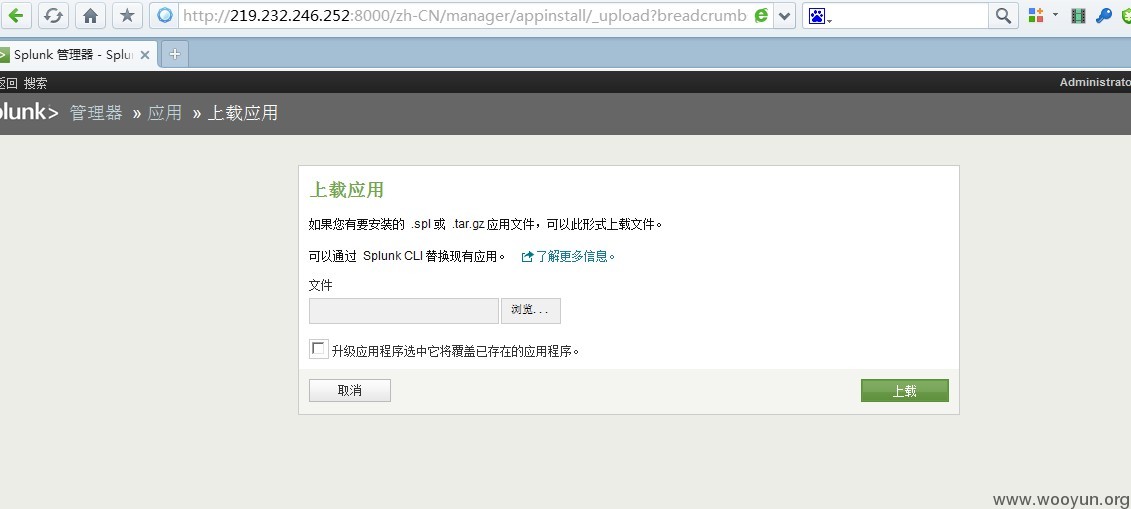 http://219.232.246.252:8000/zh-CN/manager/appinstall/_upload?breadcrumb
Splunk 管理器 - Splu
返回 搜索
Administrato
plunk> 管理器 » 应用 » 上载应用
上载应用
如果您有要安装的 .spl 或 .tar.gz 应用文件，可以此形式上载文件。
可以通过 Splunk CLI 替换现有应用。 了解更多信息。
文件
浏览...
升级应用程序选中它将覆盖已存在的应用程序。
取消
上载
www.wooyun.org